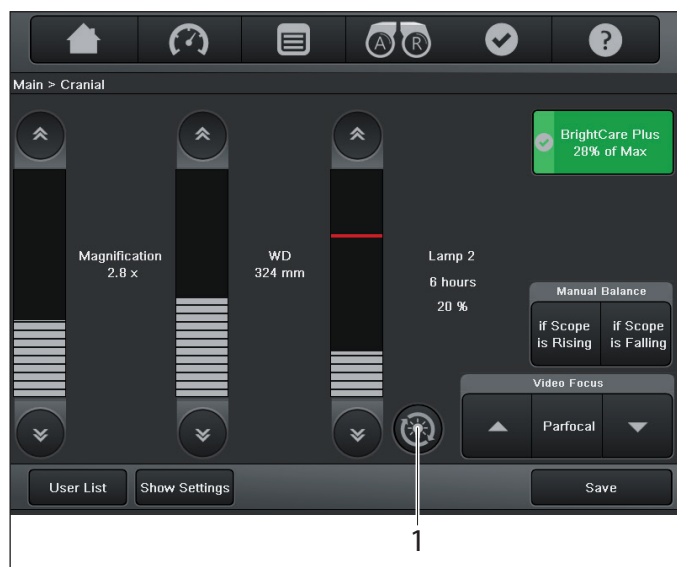 A R ?
Main > Cranial
BrightCare Plus
28% of Max
Magnification
2.8 x
WD
324 mm
Lamp 2
6 hours
20 %
Manual Balance
if Scope
is Rising
if Scope
is Falling
Video Focus
Parfocal
User List
Show Settings
Save
1